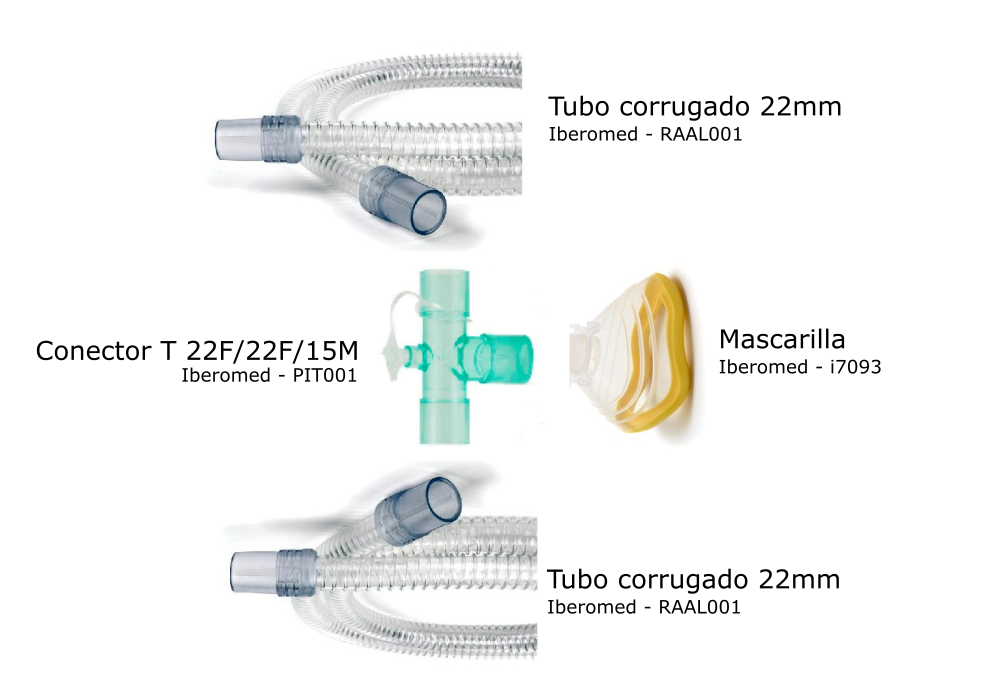 Tubo corrugado 22mm
Iberomed - RAAL001
Conector T 22F/22F/15M
Iberomed - PIT001
Mascarilla
Iberomed - i7093
Tubo corrugado 22mm
Iberomed - RAAL001